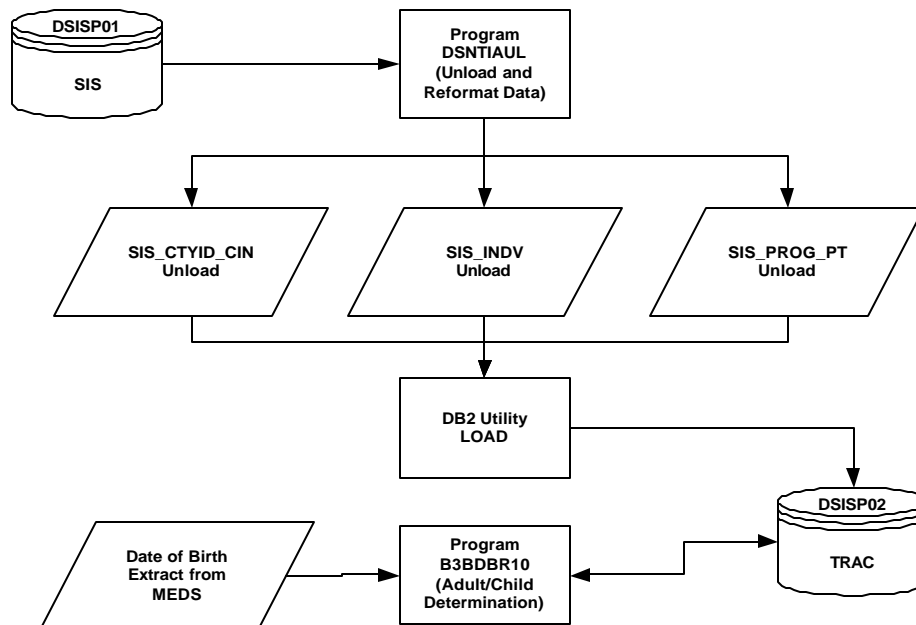 DSISP01
SIS
Program
DSNTIAUL
(Unload and
Reformat Data)
SIS_CTYID_CIN
Unload
SIS_INDV
Unload
SIS_PROG_PT
Unload
DB2 Utility
LOAD
DSISP02
TRAC
Date of Birth
Extract from
MEDS
Program
B3BDBR10
(Adult/Child
Determination)